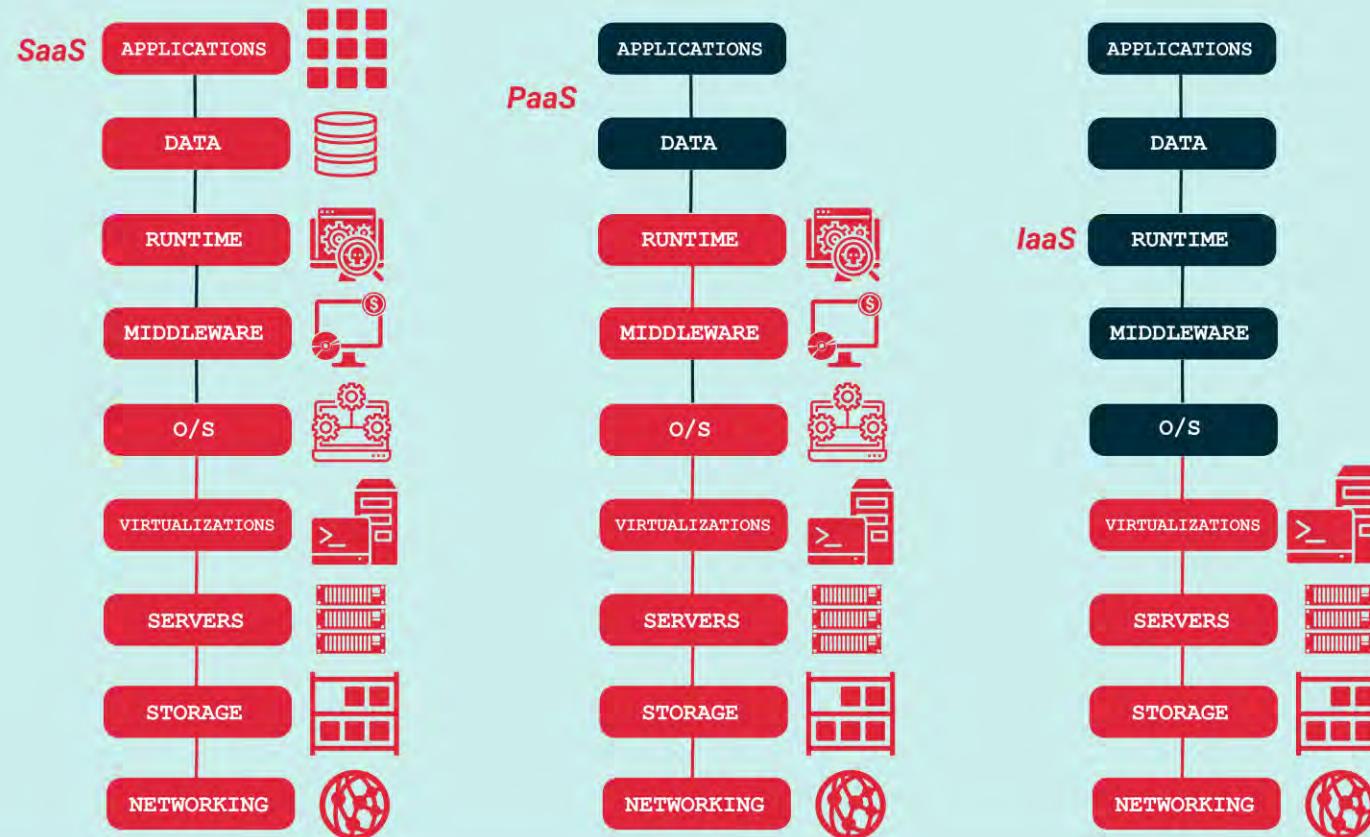 SaaS
APPLICATIONS
DATA
RUNTIME
MIDDLEWARE
O/S
VIRTUALIZATIONS
SERVERS
STORAGE
NETWORKING
PaaS
APPLICATIONS
DATA
RUNTIME
MIDDLEWARE
O/S
VIRTUALIZATIONS
SERVERS
STORAGE
NETWORKING
IaaS
APPLICATIONS
DATA
RUNTIME
MIDDLEWARE
O/S
VIRTUALIZATIONS
SERVERS
STORAGE
NETWORKING